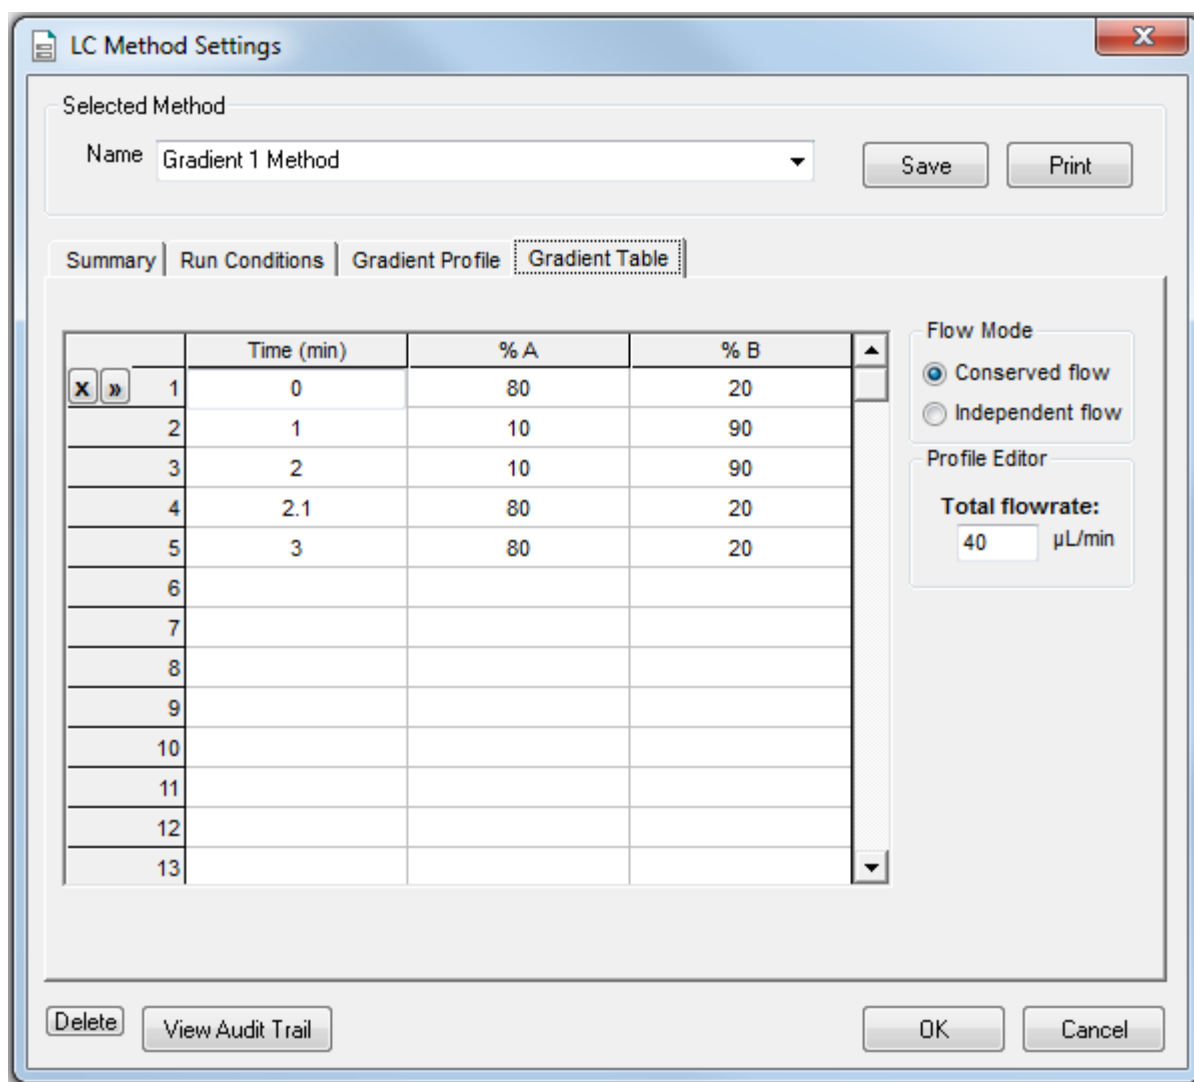 LC Method Settings
Selected Method
Name Gradient 1 Method Save Print
Summary Run Conditions Gradient Profile Gradient Table
Time (min) % A % B
x » 1 0 80 20
2 1 10 90
3 2 10 90
4 2.1 80 20
5 3 80 20
6
7
8
9
10
11
12
13
Flow Mode
Conserved flow
Independent flow
Profile Editor
Total flowrate:
40 µL/min
Delete View Audit Trail OK Cancel